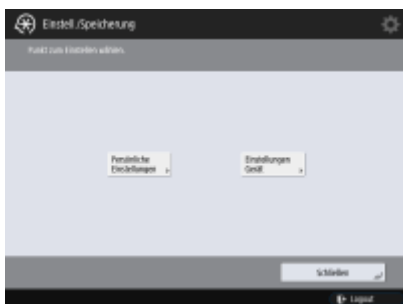 Einstell./Speicherung
Punkt zum Einstellen wählen.
Persönliche
Einstellungen
Einstellungen
Gerät
Schließen
Logout